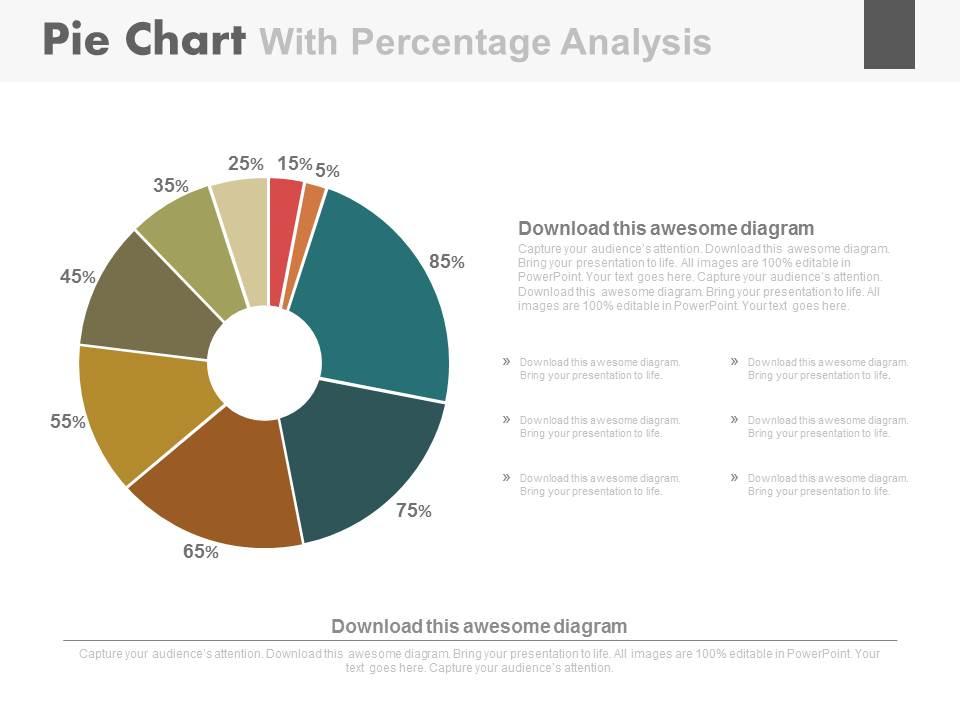 Pie Chart With Percentage Analysis
25% 15% 5%
35%
85%
45%
55%
75%
65%
Download this awesome diagram
Capture your audience's attention. Download this awesome diagram.
Bring your presentation to life. All images are 100% editable in
PowerPoint. Your text goes here. Capture your audience's attention.
Download this awesome diagram. Bring your presentation to life. All
images are 100% editable in PowerPoint. Your text goes here.
» Download this awesome diagram.
Bring your presentation to life.
» Download this awesome diagram.
Bring your presentation to life.
» Download this awesome diagram.
Bring your presentation to life.
» Download this awesome diagram.
Bring your presentation to life.
» Download this awesome diagram.
Bring your presentation to life.
» Download this awesome diagram.
Bring your presentation to life.
Download this awesome diagram
Capture your audience's attention. Download this awesome diagram. Bring your presentation to life. All images are 100% editable in PowerPoint. Your
text goes here. Capture your audience's attention.